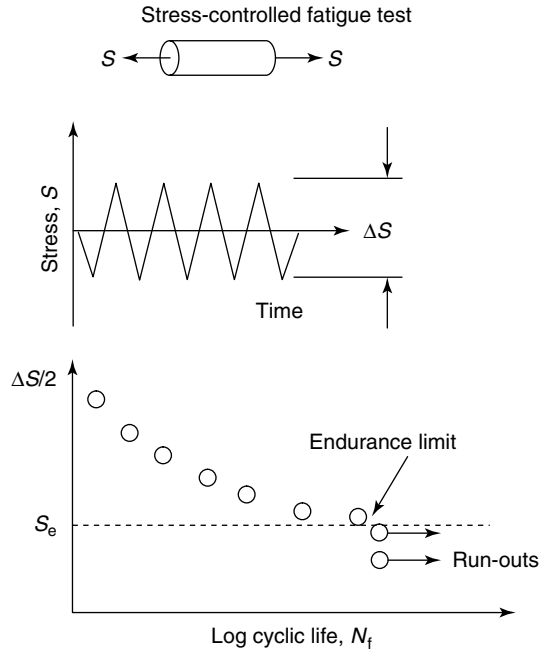 Stress-controlled fatigue test
S S
Stress, S
ΔS
Time
ΔS/2
Endurance limit
Se
Run-outs
Log cyclic life, Nf